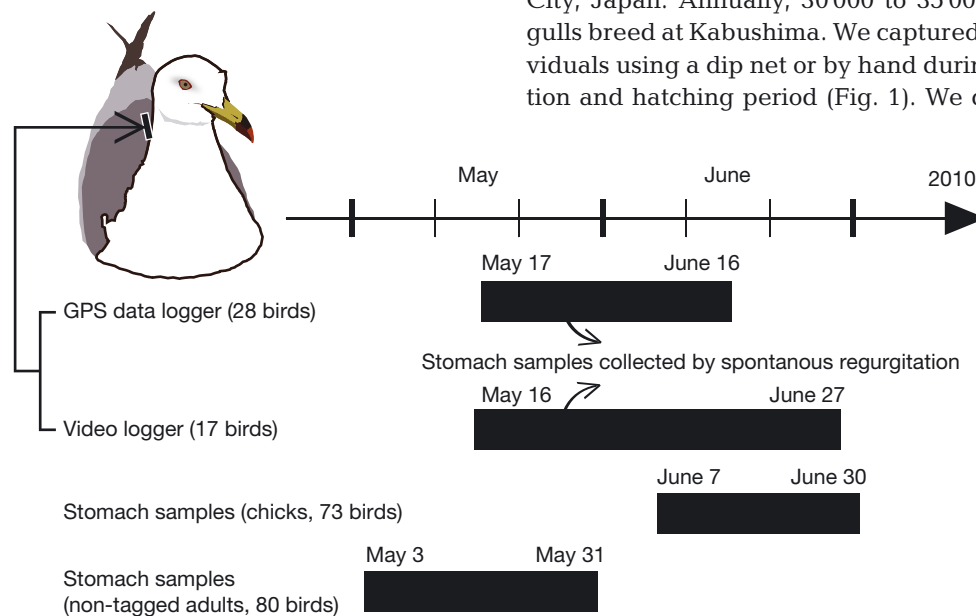 City, Japan. Annually, 30 000 to 35 00
gulls breed at Kabushima. We captured
viduals using a dip net or by hand durin
tion and hatching period (Fig. 1). We
May
June
2010
May 17
June 16
GPS data logger (28 birds)
Stomach samples collected by spontanous regurgitation
May 16
June 27
Video logger (17 birds)
June 7
June 30
Stomach samples (chicks, 73 birds)
May 3
May 31
Stomach samples
(non-tagged adults, 80 birds)